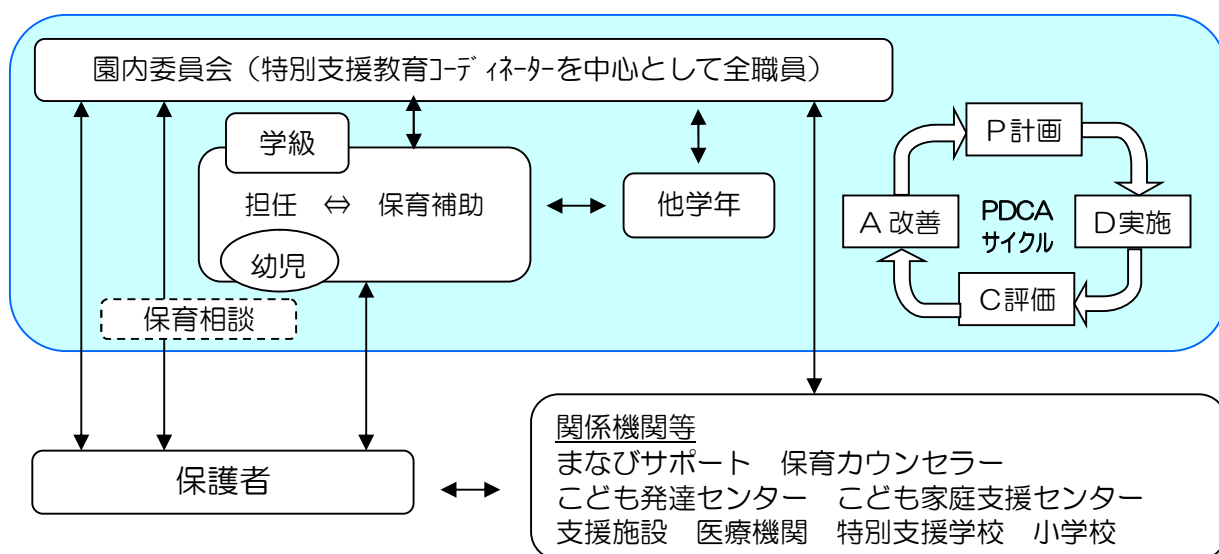 園内委員会（特別支援教育ｺｰﾃﾞｨﾈｰﾀｰを中心として全職員）
学級
担任 ⇔ 保育補助
幼児
他学年
P計画
A改善
PDCA
サイクル
D実施
C評価
保育相談
保護者
関係機関等
まなびサポート　保育カウンセラー
こども発達センター　こども家庭支援センター
支援施設　医療機関　特別支援学校　小学校